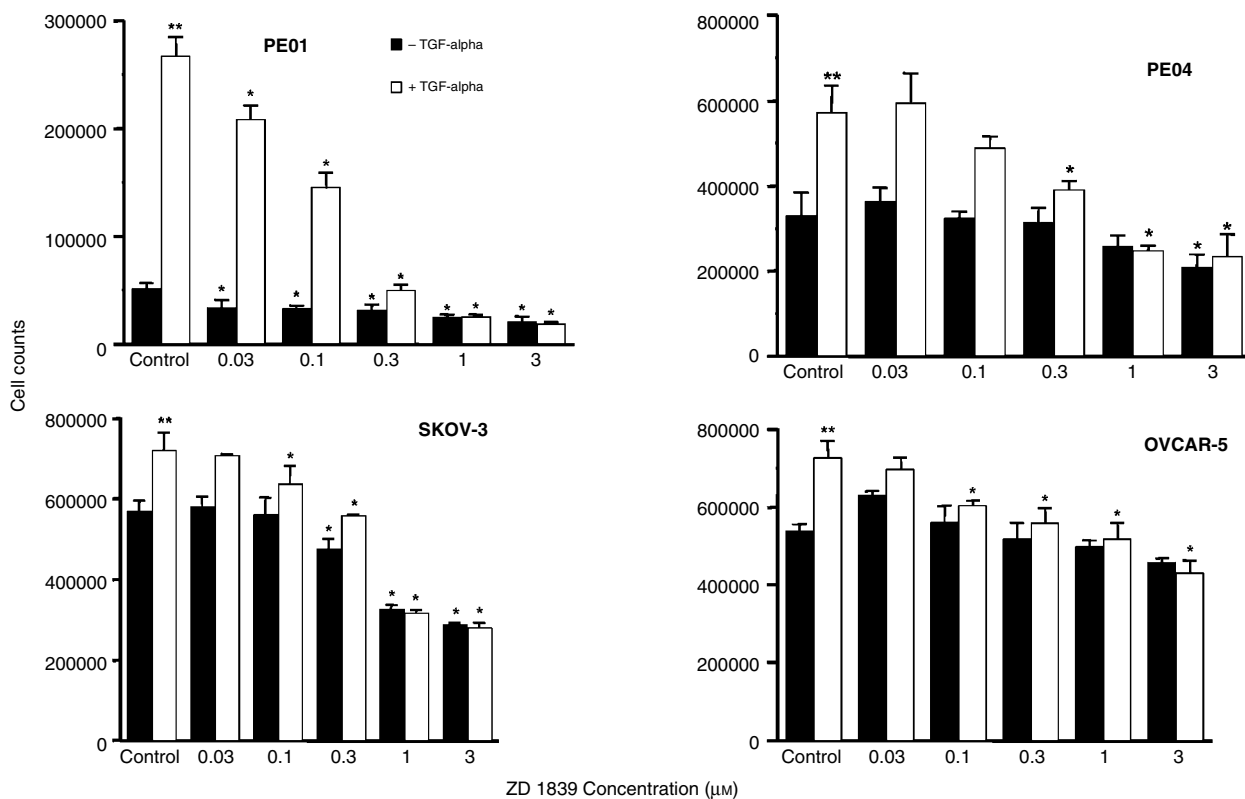 PE01
– TGF-alpha
+ TGF-alpha
300000
200000
100000
0
** * * * * *
* * * * *
Control 0.03 0.1 0.3 1 3
PE04
800000
600000
400000
200000
0
** * * * *
Control 0.03 0.1 0.3 1 3
Cell counts
SKOV-3
800000
600000
400000
200000
0
** * * * * * * *
Control 0.03 0.1 0.3 1 3
OVCAR-5
800000
600000
400000
200000
0
** * * * *
Control 0.03 0.1 0.3 1 3
ZD 1839 Concentration (μM)